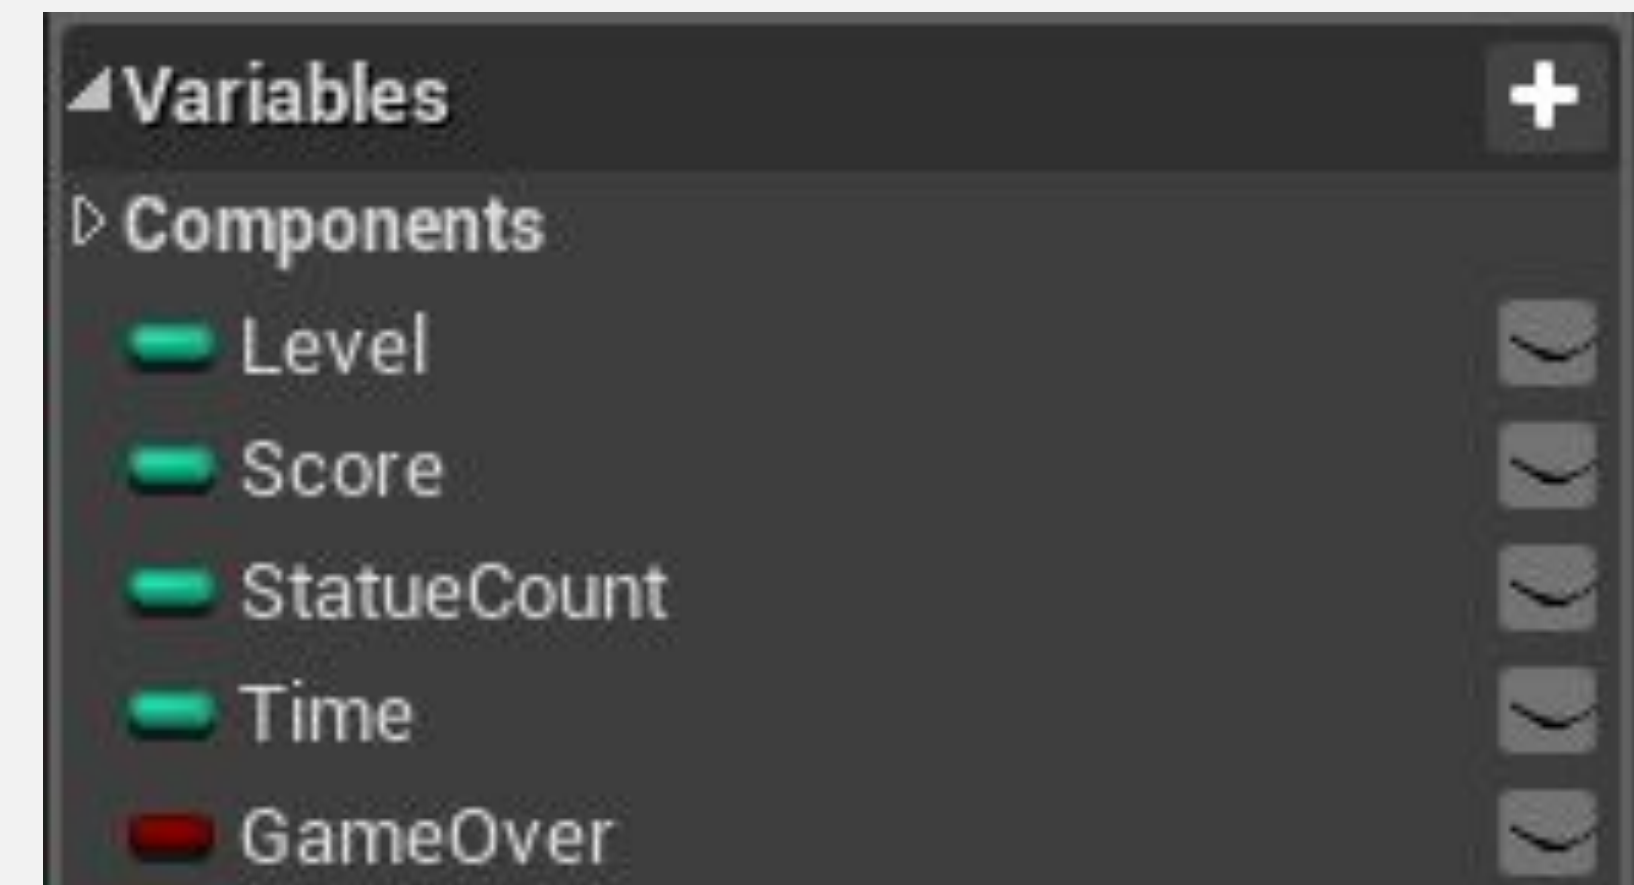 Variables
Components
Level
Score
StatueCount
Time
GameOver